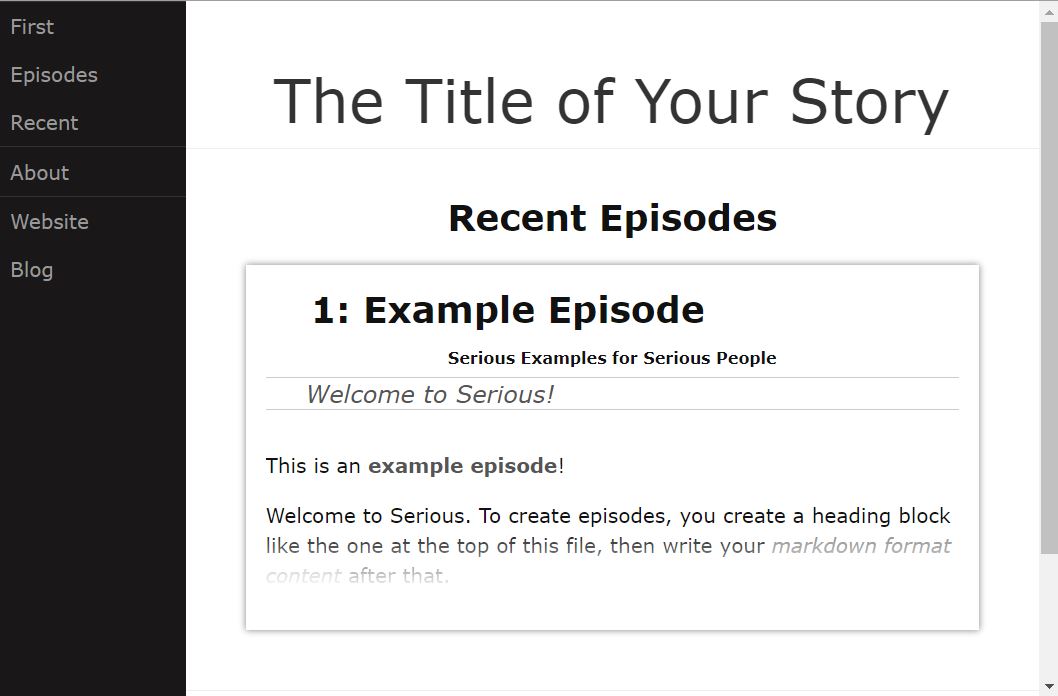 First
Episodes
Recent
About
Website
Blog
The Title of Your Story
Recent Episodes
1: Example Episode
Serious Examples for Serious People
Welcome to Serious!
This is an example episode!
Welcome to Serious. To create episodes, you create a heading block
like the one at the top of this file, then write your markdown format
content after that.